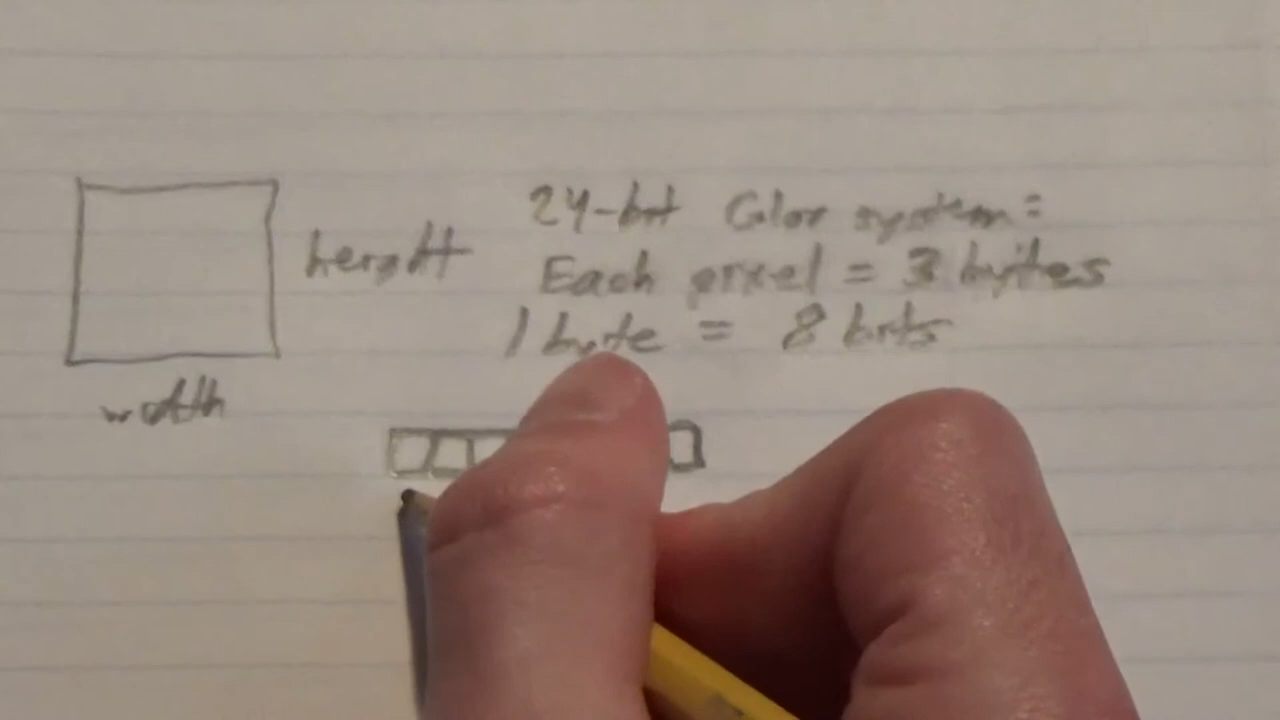 24-bit Color system:
height
Each pixel = 3 bytes
1 byte = 8 bits
width